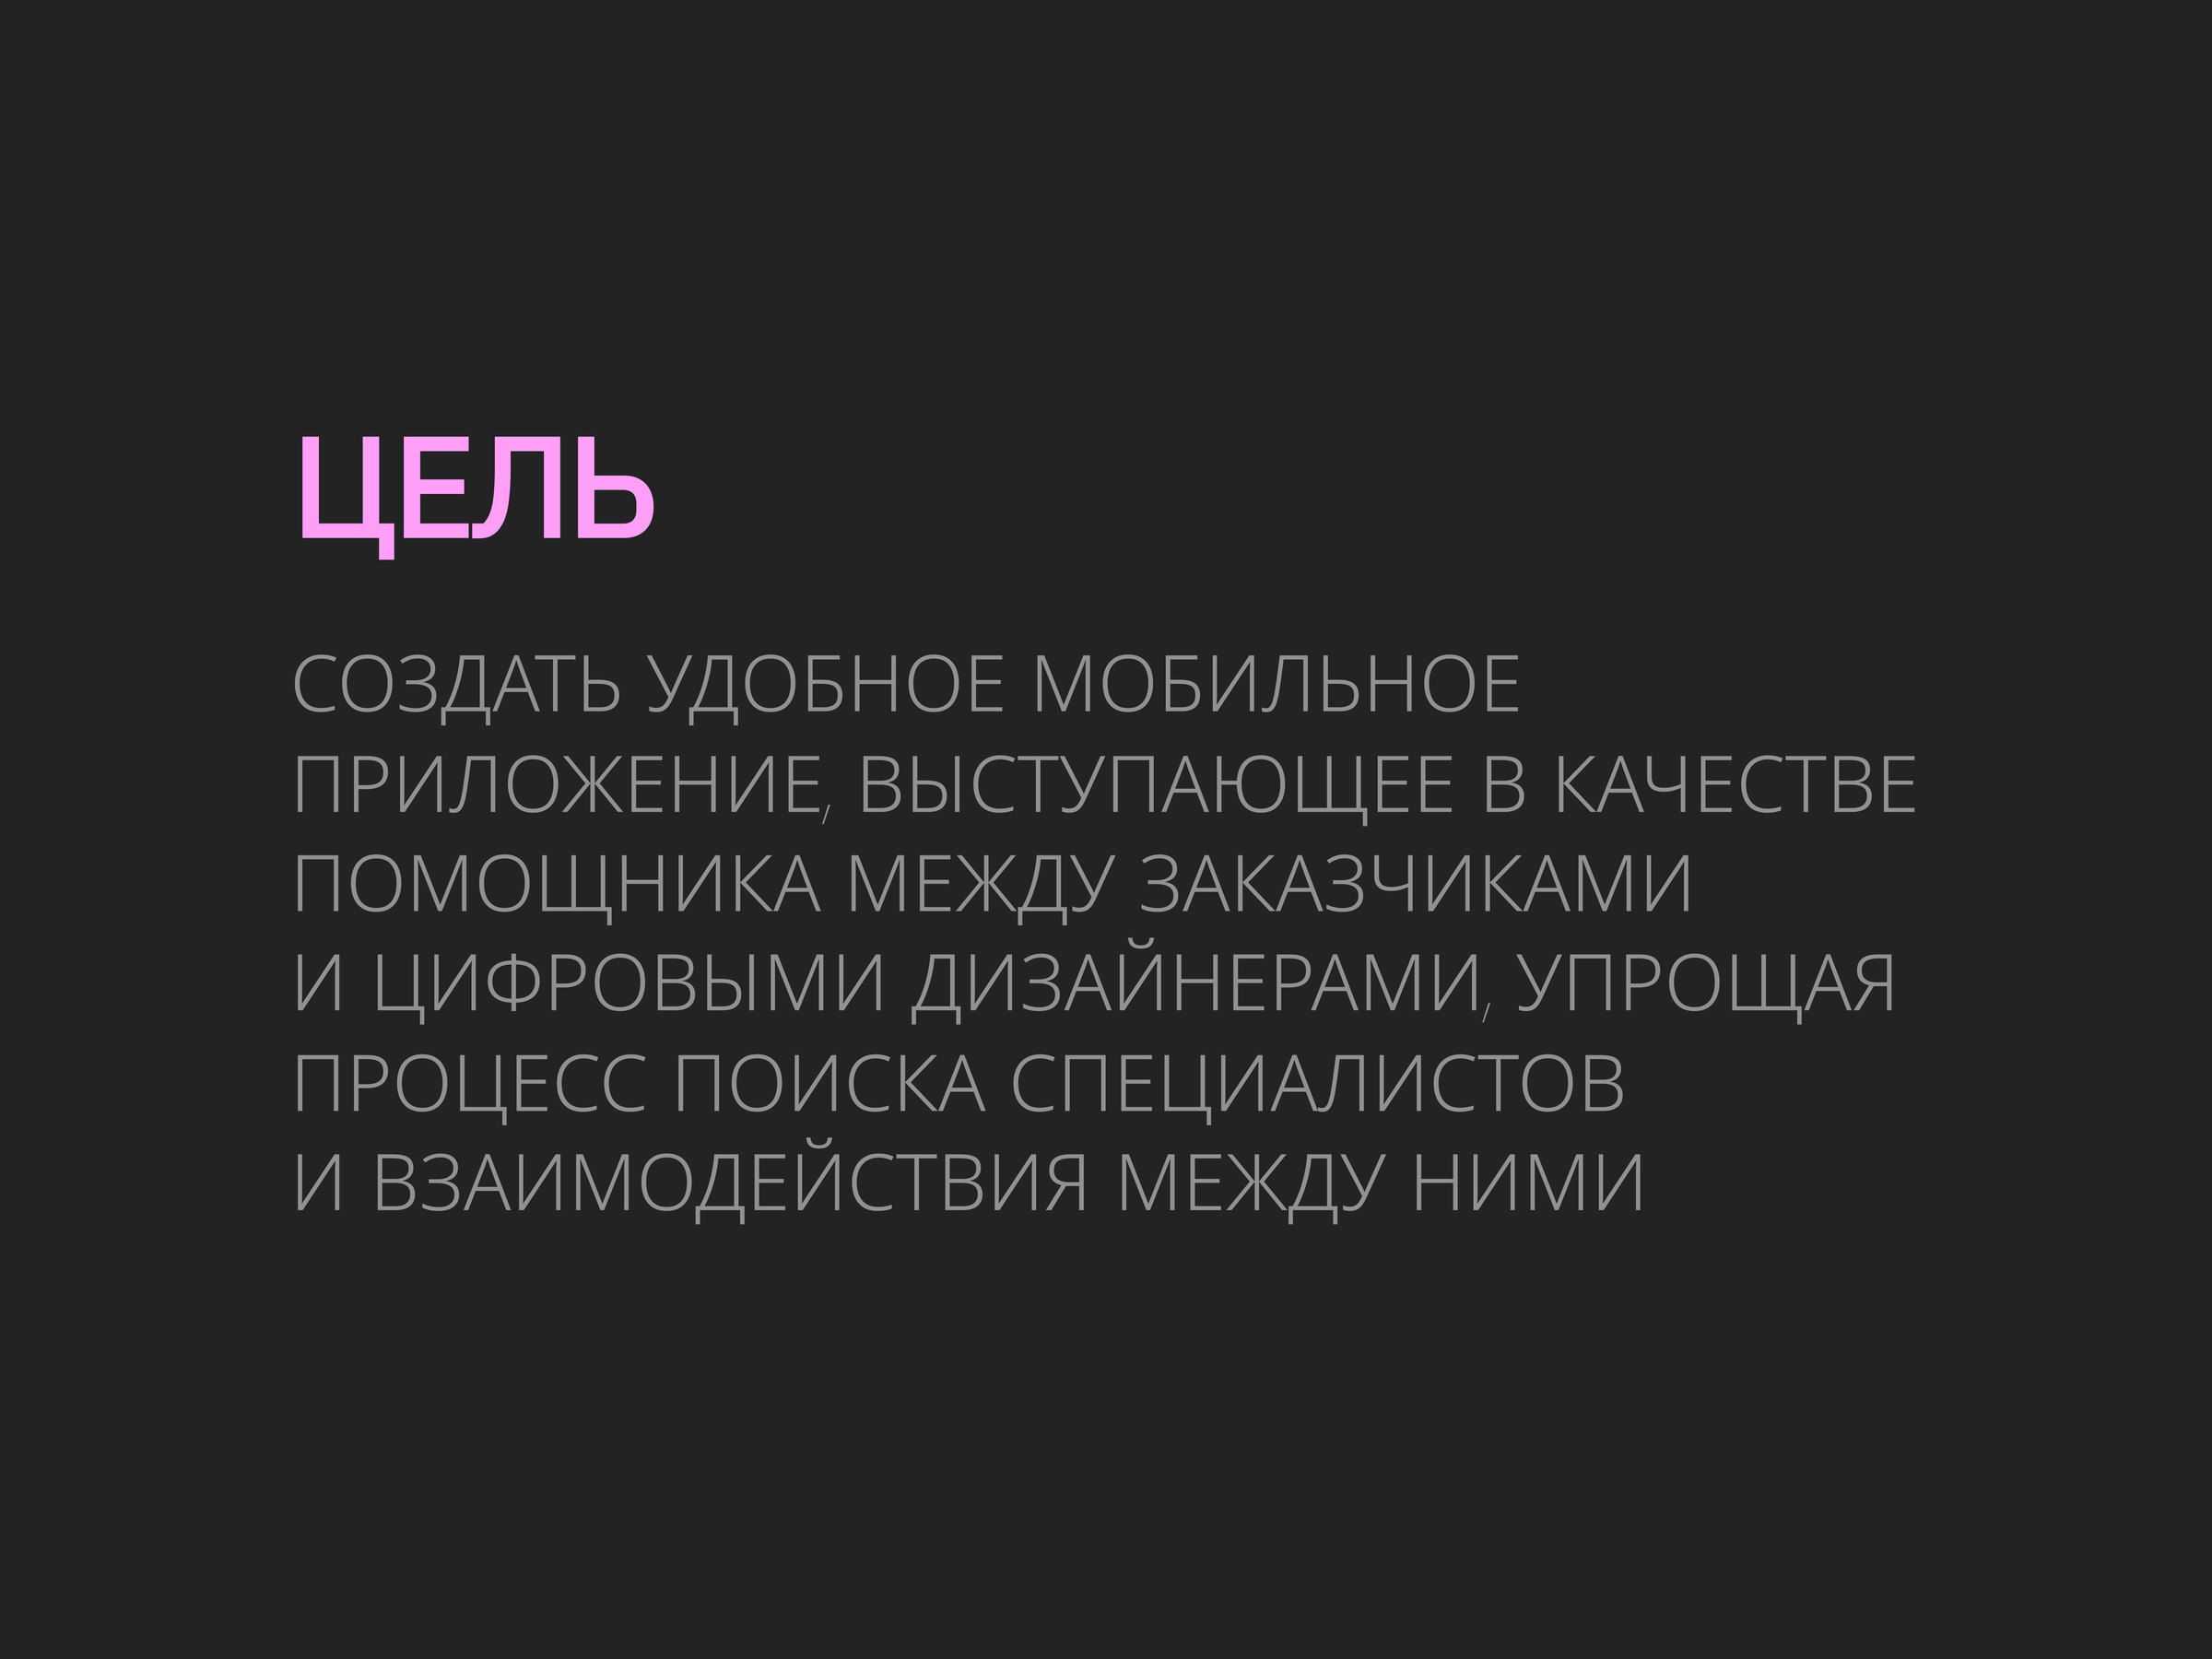 ЦЕЛЬ
СОЗДАТЬ УДОБНОЕ МОБИЛЬНОЕ
ПРИЛОЖЕНИЕ, ВЫСТУПАЮЩЕЕ В КАЧЕСТВЕ
ПОМОЩНИКА МЕЖДУ ЗАКАЗЧИКАМИ
И ЦИФРОВЫМИ ДИЗАЙНЕРАМИ, УПРОЩАЯ
ПРОЦЕСС ПОИСКА СПЕЦИАЛИСТОВ
И ВЗАИМОДЕЙСТВИЯ МЕЖДУ НИМИ